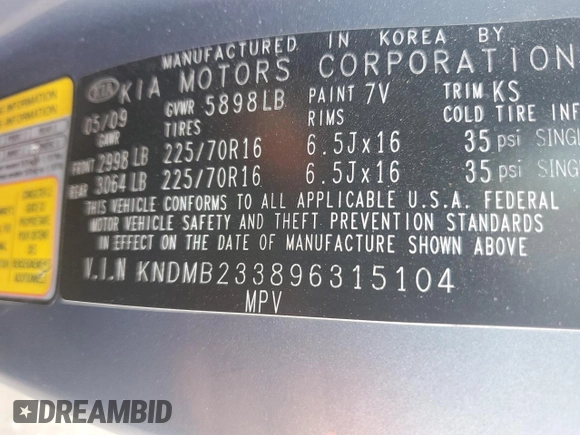 MANUFACTURED IN KOREA BY
KIA KIA MOTORS CORPORATION
05/09 GVWR 5898LB PAINT 7V TRIM KS
GAWR TIRES RIMS COLD TIRE INF
FRONT 2998 LB 225/70R16 6.5Jx16 35 psi SINGL
REAR 3064 LB 225/70R16 6.5Jx16 35 psi SINGL
THIS VEHICLE CONFORMS TO ALL APPLICABLE U.S.A. FEDERAL
MOTOR VEHICLE SAFETY AND THEFT PREVENTION STANDARDS
IN EFFECT ON THE DATE OF MANUFACTURE SHOWN ABOVE
V.I.N KNDMB233896315104
MPV
DREAMBID